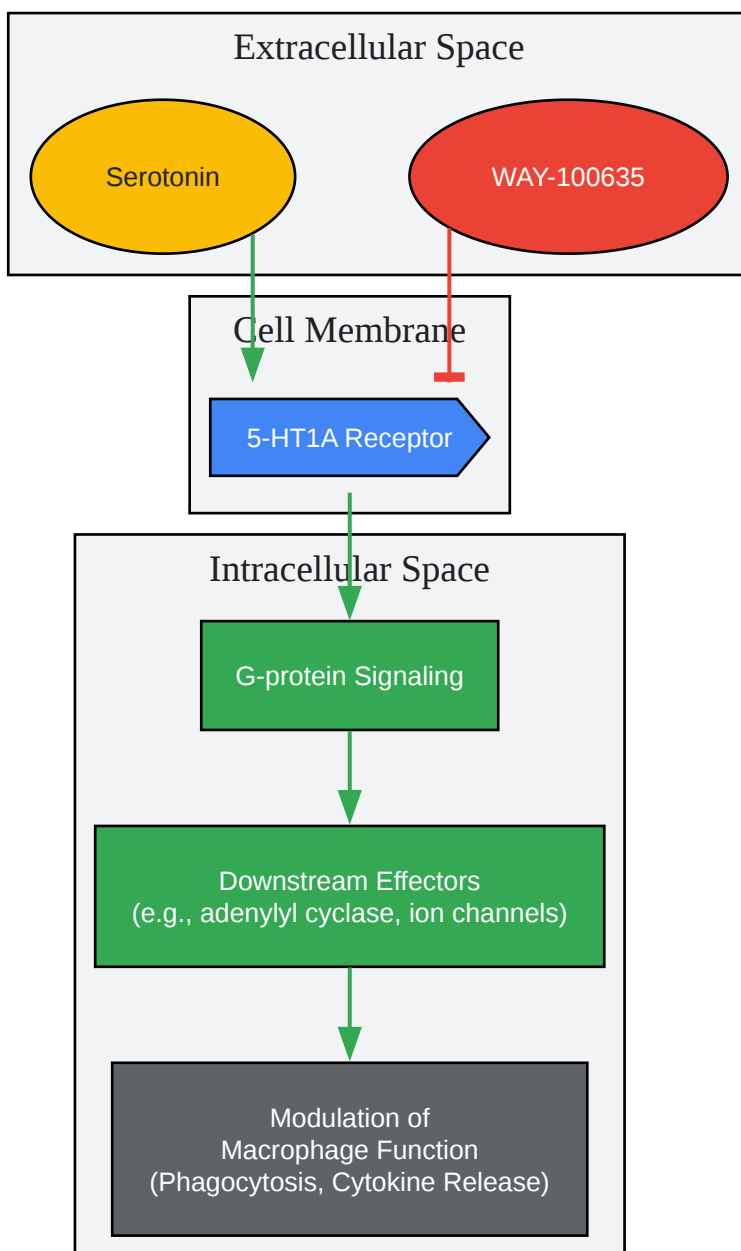 Extracellular Space
Serotonin
WAY-100635
Cell Membrane
5-HT1A Receptor
Intracellular Space
G-protein Signaling
Downstream Effectors
(e.g., adenylyl cyclase, ion channels)
Modulation of
Macrophage Function
(Phagocytosis, Cytokine Release)